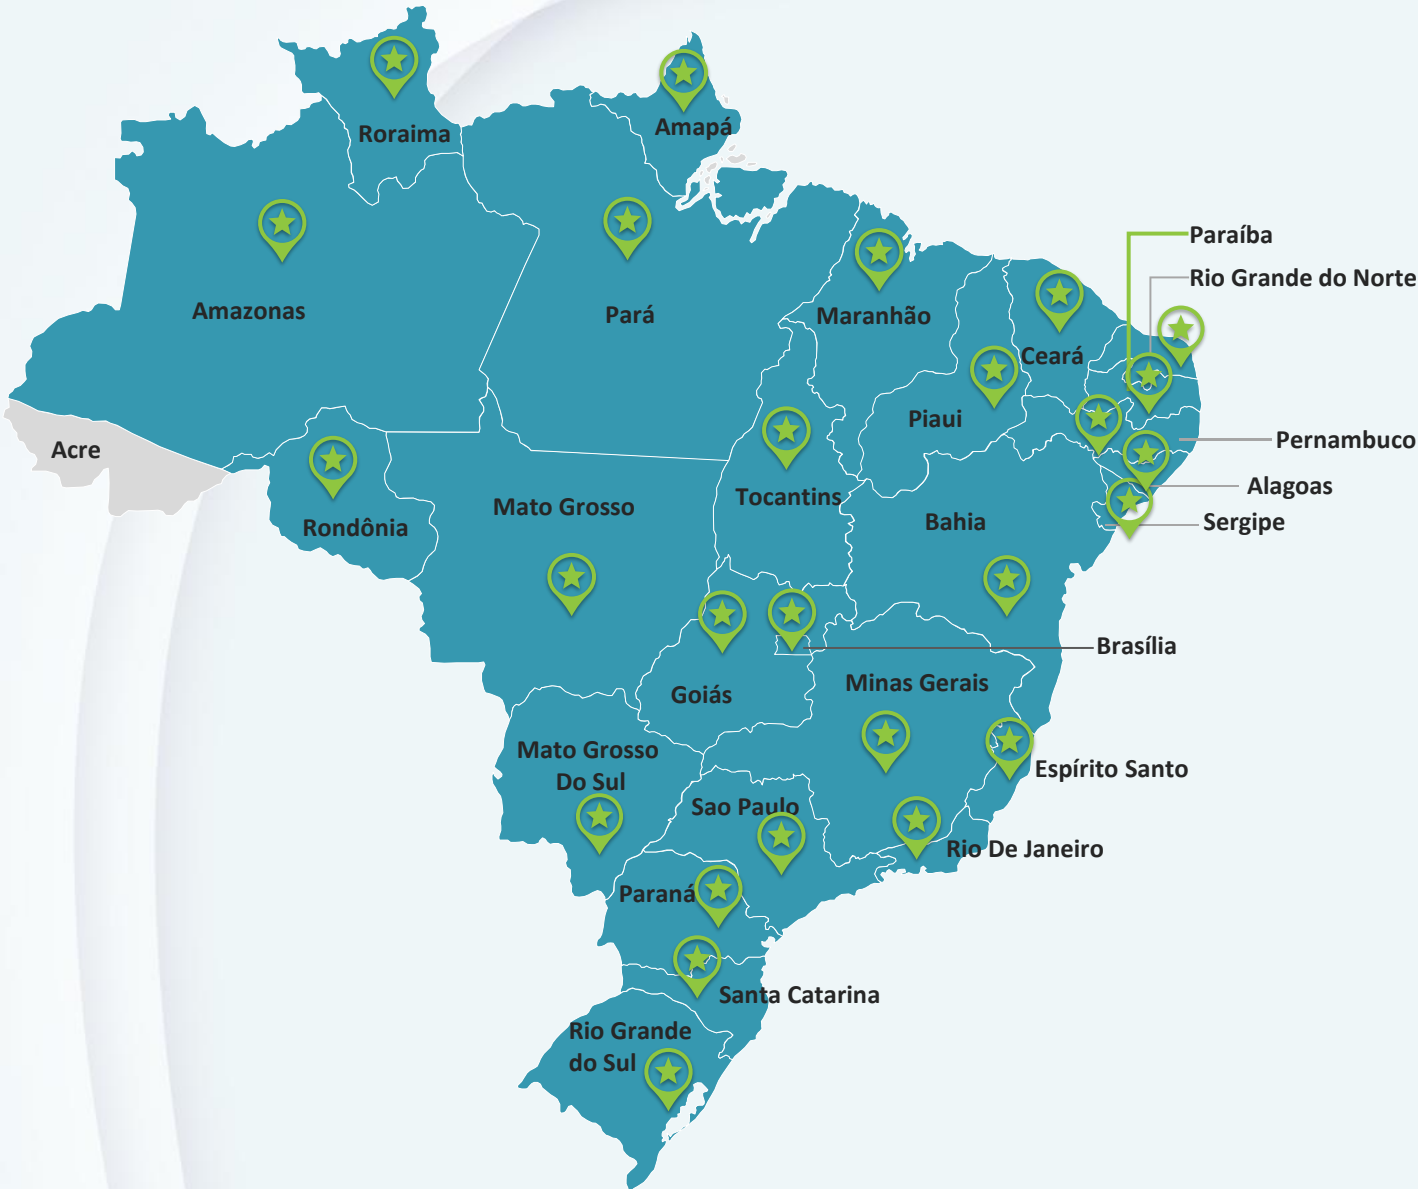 Roraima
Amapá
Paraíba
Rio Grande do Norte
Amazonas
Pará
Maranhão
Ceará
Piaui
Pernambuco
Acre
Alagoas
Tocantins
Mato Grosso
Bahia
Sergipe
Rondônia
Brasília
Minas Gerais
Goiás
Mato Grosso
Do Sul
Espírito Santo
Sao Paulo
Rio De Janeiro
Paraná
Santa Catarina
Rio Grande
do Sul